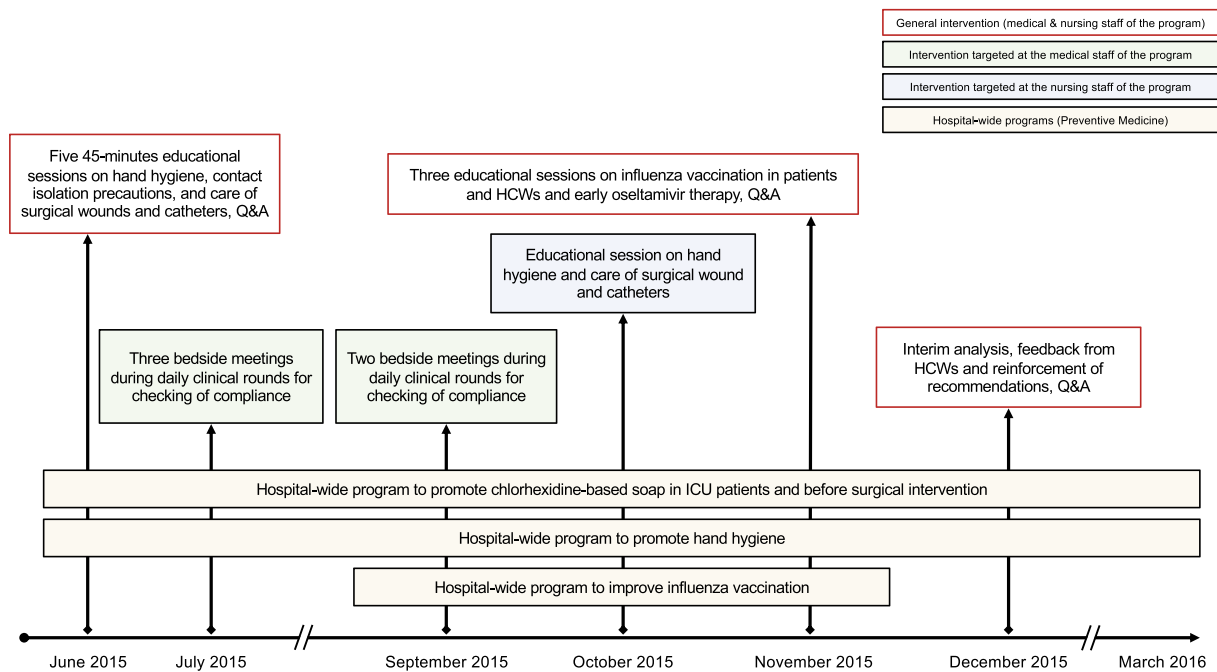 General intervention (medical & nursing staff of the program)
Intervention targeted at the medical staff of the program
Intervention targeted at the nursing staff of the program
Hospital-wide programs (Preventive Medicine)
Five 45-minutes educational
sessions on hand hygiene, contact
isolation precautions, and care of
surgical wounds and catheters, Q&A
Three educational sessions on influenza vaccination in patients
and HCWs and early oseltamivir therapy, Q&A
Educational session on hand
hygiene and care of surgical wound
and catheters
Three bedside meetings
during daily clinical rounds for
checking of compliance
Two bedside meetings during
daily clinical rounds for
checking of compliance
Interim analysis, feedback from
HCWs and reinforcement of
recommendations, Q&A
Hospital-wide program to promote chlorhexidine-based soap in ICU patients and before surgical intervention
Hospital-wide program to promote hand hygiene
Hospital-wide program to improve influenza vaccination
June 2015
July 2015
September 2015
October 2015
November 2015
December 2015
March 2016